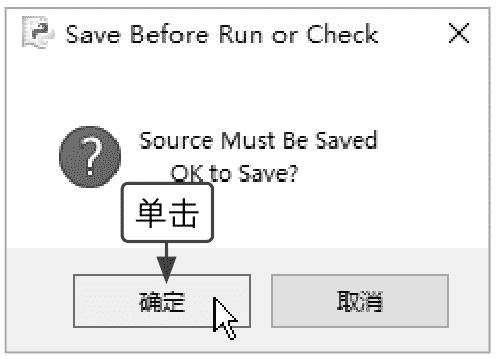 Save Before Run or Check
Source Must Be Saved
OK to Save?
单击
确定
取消